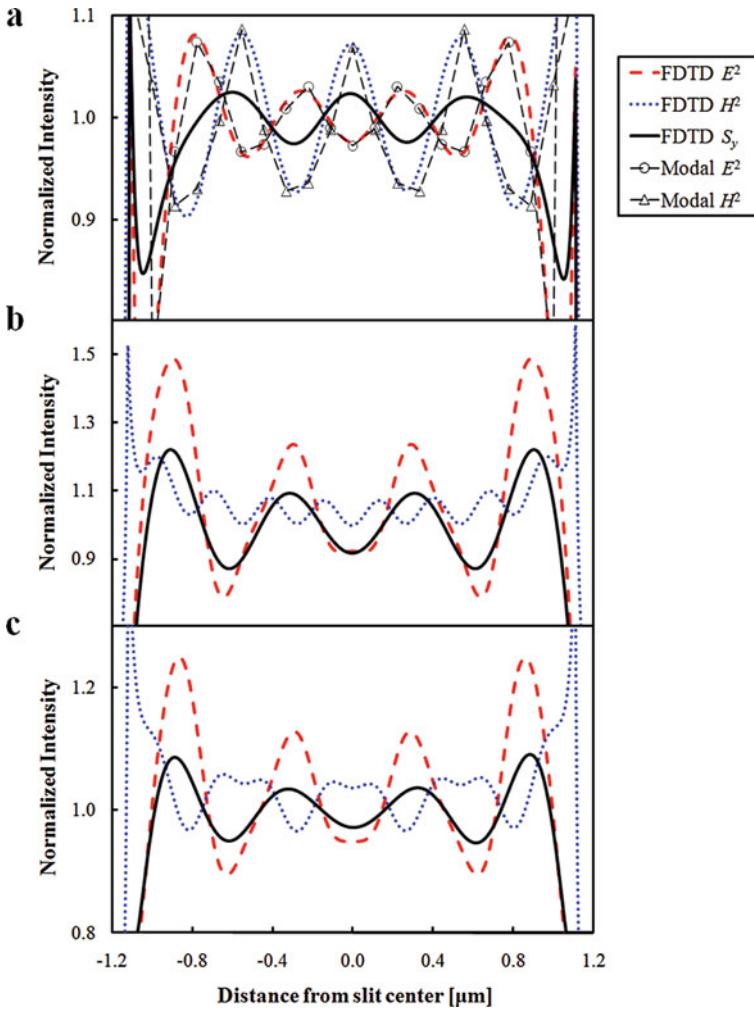 a
1.1
1.0
0.9
Normalized Intensity
FDTD E²
FDTD H²
FDTD Sy
Modal E²
Modal H²
b
1.5
1.3
1.1
0.9
Normalized Intensity
c
1.2
1.0
0.8
Normalized Intensity
-1.2 -0.8 -0.4 0.0 0.4 0.8 1.2
Distance from slit center [µm]